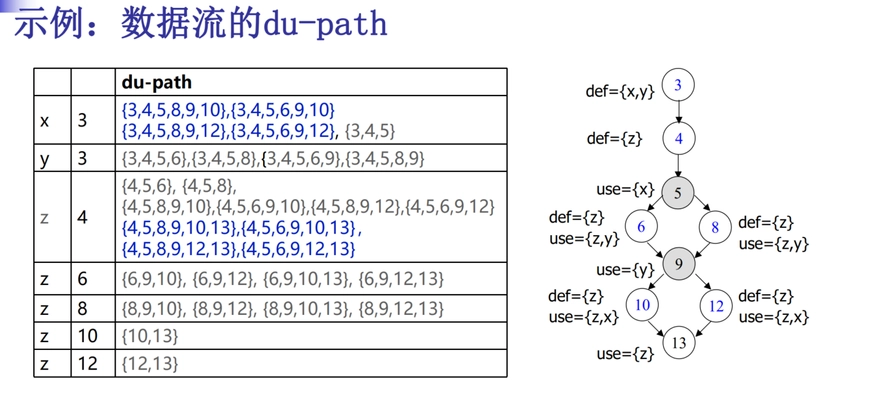 示例：数据流的du-path
du-path
x 3 {3,4,5,8,9,10},{3,4,5,6,9,10}
{3,4,5,8,9,12},{3,4,5,6,9,12}, {3,4,5}
y 3 {3,4,5,6},{3,4,5,8},{3,4,5,6,9},{3,4,5,8,9}
z 4 {4,5,6}, {4,5,8},
{4,5,8,9,10},{4,5,6,9,10},{4,5,8,9,12},{4,5,6,9,12}
{4,5,8,9,10,13},{4,5,6,9,10,13},
{4,5,8,9,12,13},{4,5,6,9,12,13}
z 6 {6,9,10}, {6,9,12}, {6,9,10,13}, {6,9,12,13}
z 8 {8,9,10}, {8,9,12}, {8,9,10,13}, {8,9,12,13}
z 10 {10,13}
z 12 {12,13}
def={x,y} 3
def={z} 4
use={x} 5
def={z}
use={z,y}
6
8
def={z}
use={z,y}
use={y} 9
def={z}
use={z,x}
10
12
def={z}
use={z,x}
use={z} 13